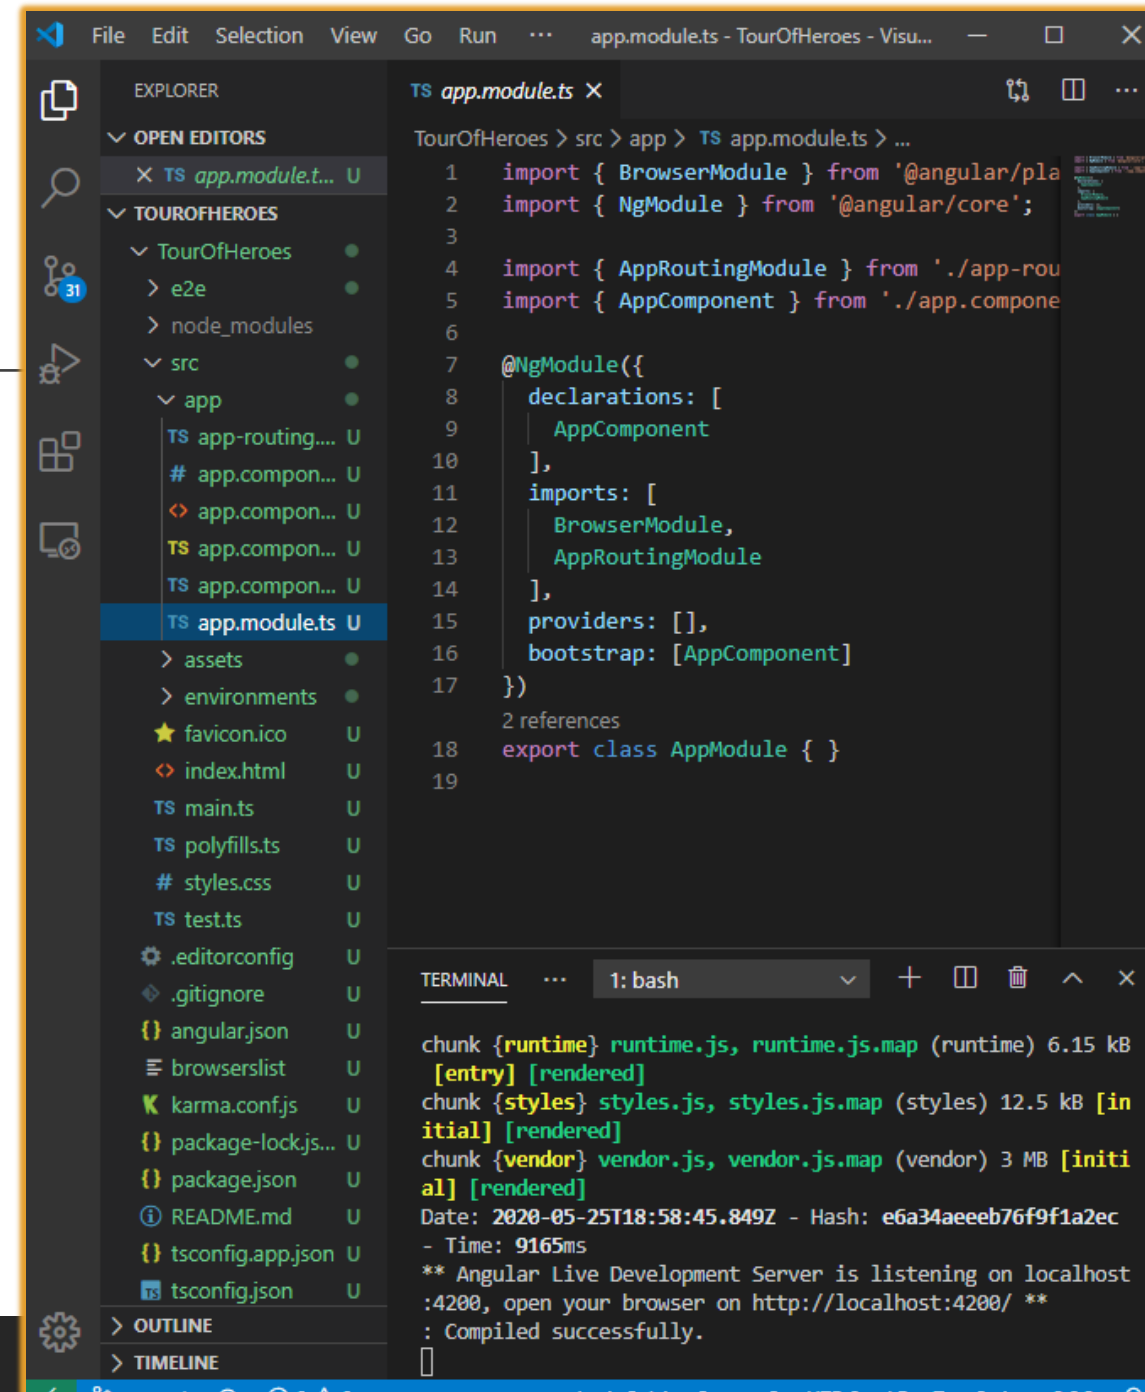 File Edit Selection View Go Run ··· app.module.ts - TourOfHeroes - Visu...
EXPLORER
OPEN EDITORS
TS app.module.t... U
TOUROFHEROES
TourOfHeroes
e2e
node_modules
src
app
TS app-routing.... U
# app.compon... U
<> app.compon... U
TS app.compon... U
TS app.compon... U
TS app.module.ts U
assets
environments
favicon.ico U
<> index.html U
TS main.ts U
TS polyfills.ts U
# styles.css U
TS test.ts U
.editorconfig U
.gitignore U
{} angular.json U
browserslist U
K karma.conf.js U
{} package-lock.js... U
{} package.json U
README.md U
{} tsconfig.app.json U
TS tsconfig.json U
OUTLINE
TIMELINE
31
TS app.module.ts
TourOfHeroes > src > app > TS app.module.ts > ...
1 import { BrowserModule } from '@angular/pla
2 import { NgModule } from '@angular/core';
3
4 import { AppRoutingModule } from './app-rou
5 import { AppComponent } from './app.compone
6
7 @NgModule({
8 declarations: [
9 AppComponent
10 ],
11 imports: [
12 BrowserModule,
13 AppRoutingModule
14 ],
15 providers: [],
16 bootstrap: [AppComponent]
17 })
2 references
18 export class AppModule { }
19
TERMINAL ··· 1: bash
chunk {runtime} runtime.js, runtime.js.map (runtime) 6.15 kB
[entry] [rendered]
chunk {styles} styles.js, styles.js.map (styles) 12.5 kB [in
itial] [rendered]
chunk {vendor} vendor.js, vendor.js.map (vendor) 3 MB [initi
al] [rendered]
Date: 2020-05-25T18:58:45.849Z - Hash: e6a34aeeeb76f9f1a2ec
- Time: 9165ms
** Angular Live Development Server is listening on localhost
:4200, open your browser on http://localhost:4200/ **
: Compiled successfully.